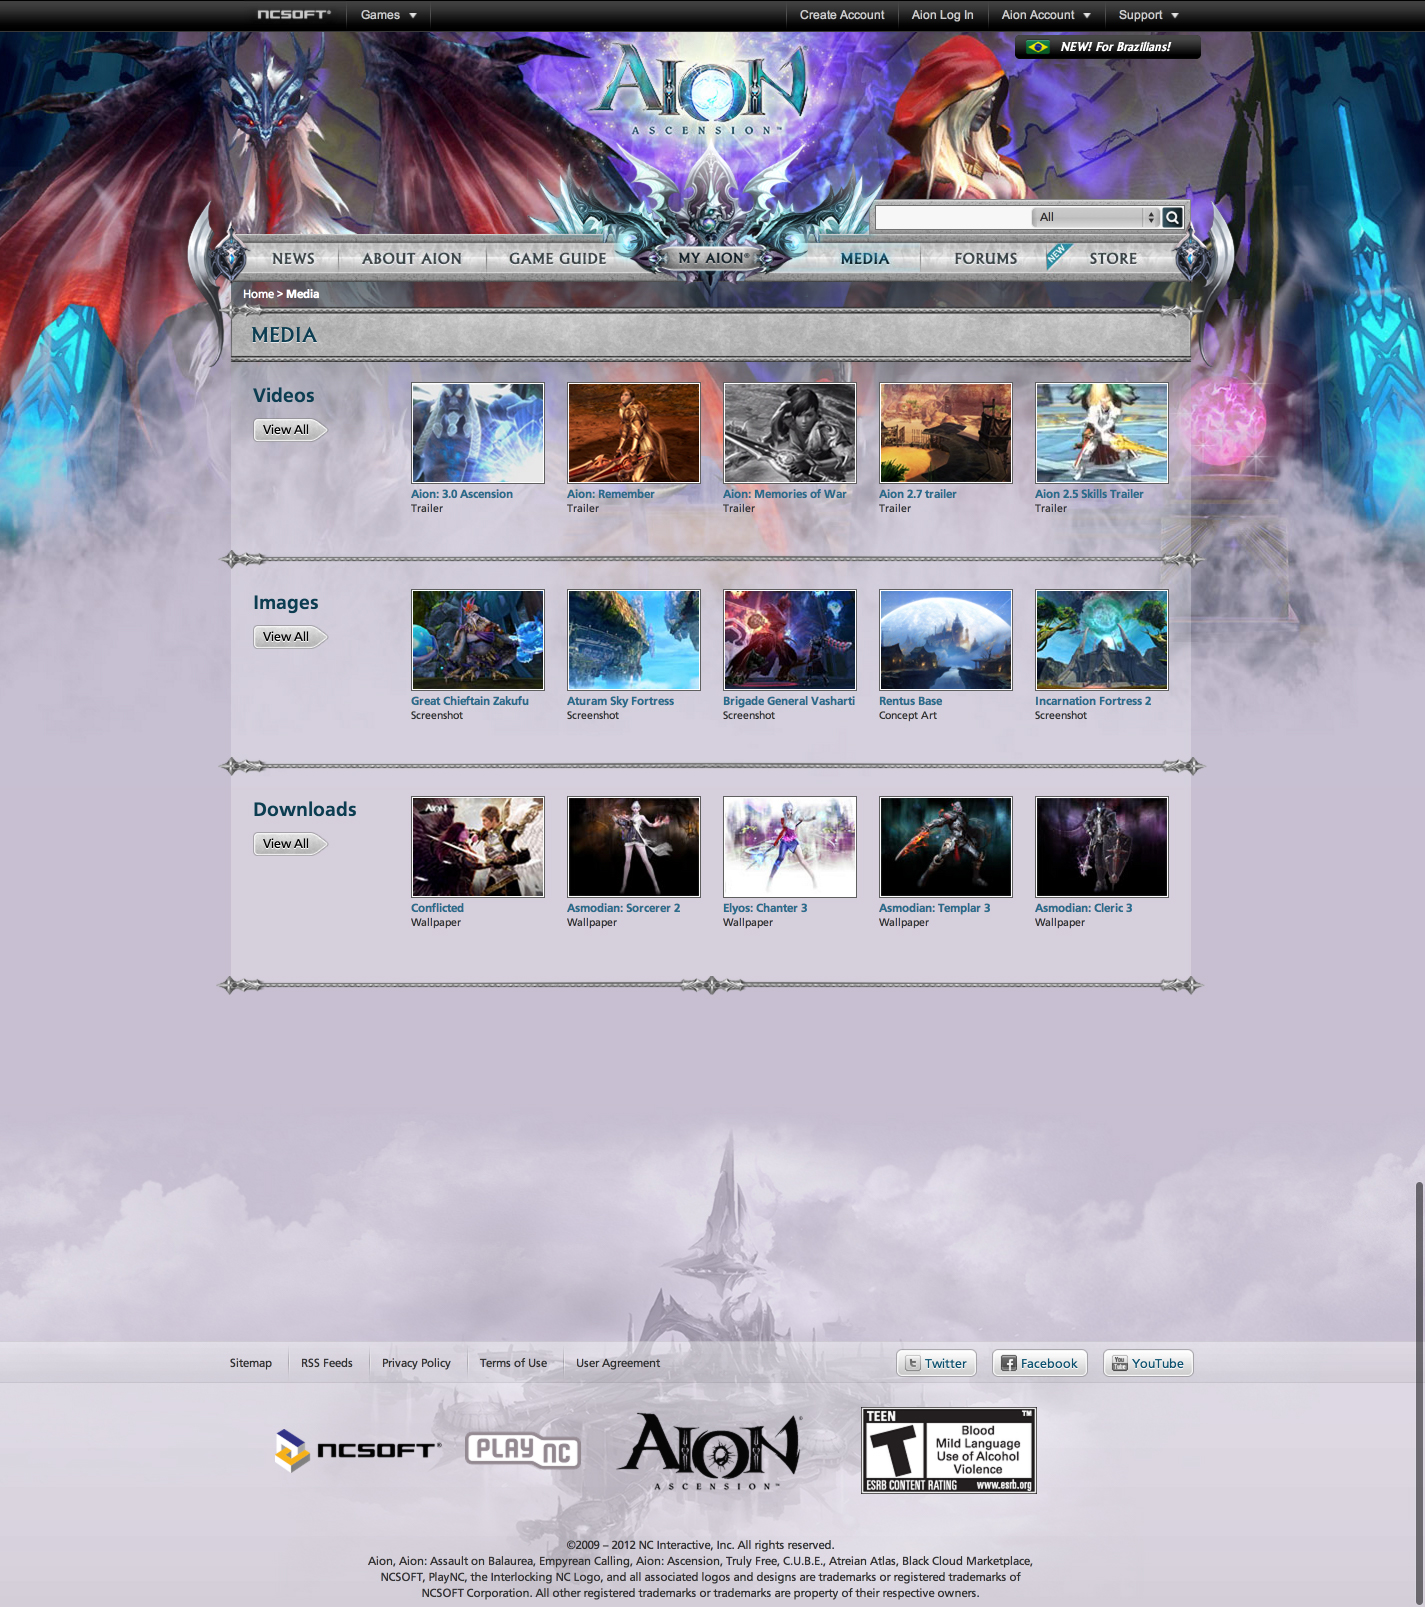 NCSOFT®
Games
Create Account
Aion Log In
Aion Account
Support
NEW! For Brazilians!
AION
ASCENSION™
All
NEWS
ABOUT AION
GAME GUIDE
MY AION®
MEDIA
FORUMS
NEW
STORE
Home > Media
MEDIA
Videos
View All
Aion: 3.0 Ascension
Trailer
Aion: Remember
Trailer
Aion: Memories of War
Trailer
Aion 2.7 trailer
Trailer
Aion 2.5 Skills Trailer
Trailer
Images
View All
Great Chieftain Zakufu
Screenshot
Aturam Sky Fortress
Screenshot
Brigade General Vasharti
Screenshot
Rentus Base
Concept Art
Incarnation Fortress 2
Screenshot
Downloads
View All
AION
Conflicted
Wallpaper
Asmodian: Sorcerer 2
Wallpaper
Elyos: Chanter 3
Wallpaper
Asmodian: Templar 3
Wallpaper
Asmodian: Cleric 3
Wallpaper
Sitemap
RSS Feeds
Privacy Policy
Terms of Use
User Agreement
Twitter
Facebook
You Tube
YouTube
NCSOFT®
PLAY NC
AION®
ASCENSION™
TEEN ™
T
Blood
Mild Language
Use of Alcohol
Violence
ESRB CONTENT RATING www.esrb.org
©2009 – 2012 NC Interactive, Inc. All rights reserved.
Aion, Aion: Assault on Balaurea, Empyrean Calling, Aion: Ascension, Truly Free, C.U.B.E., Atreian Atlas, Black Cloud Marketplace,
NCSOFT, PlayNC, the Interlocking NC Logo, and all associated logos and designs are trademarks or registered trademarks of
NCSOFT Corporation. All other registered trademarks or trademarks are property of their respective owners.